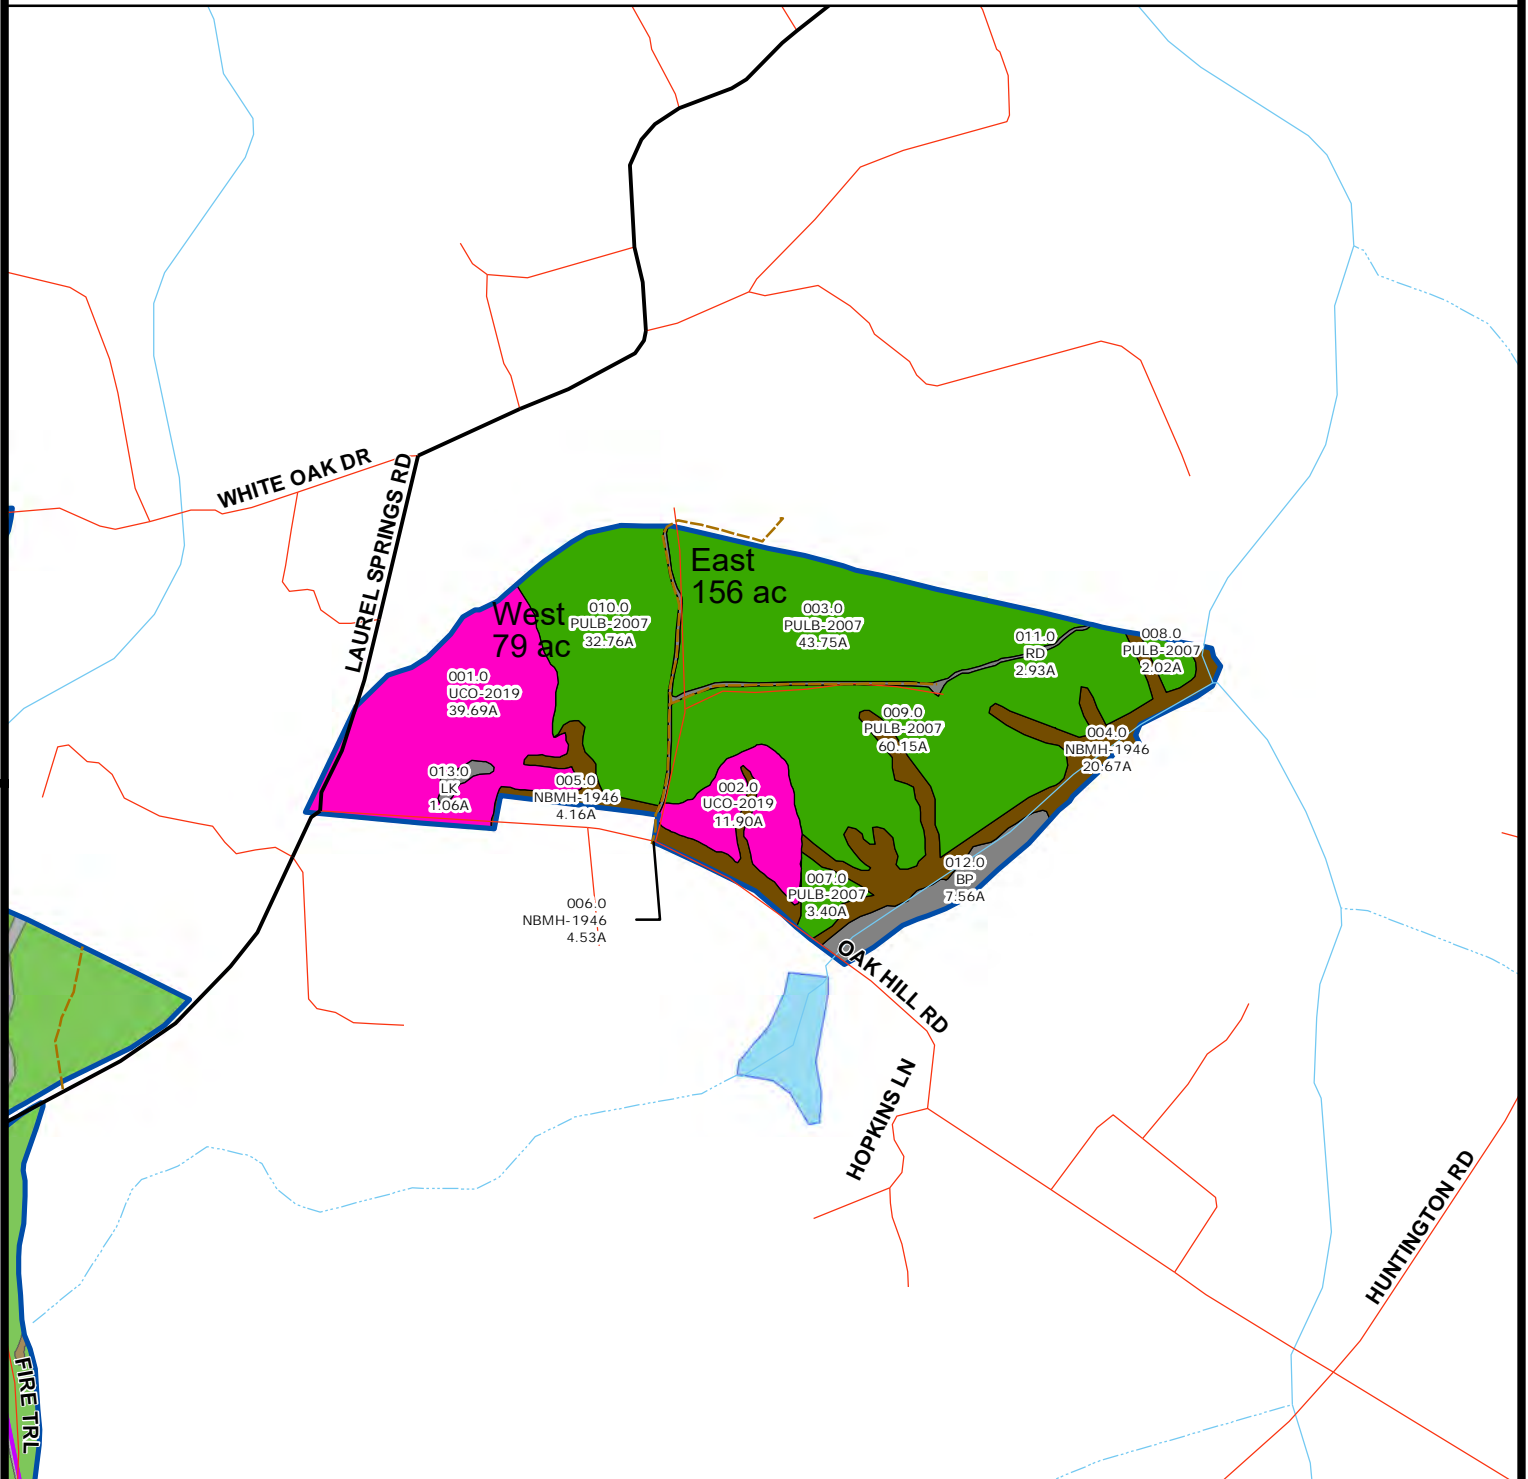 WHITE OAK DR
LAUREL SPRINGS RD
East
156 ac
West
79 ac
010.0
PULB-2007
32.76A
003.0
PULB-2007
43.75A
011.0
RD
2.93A
008.0
PULB-2007
2.02A
001.0
UCO-2019
39.69A
009.0
PULB-2007
60.15A
004.0
NBMH-1946
20.67A
013.0
LK
1.06A
005.0
NBMH-1946
4.16A
002.0
UCO-2019
11.90A
012.0
BP
7.56A
007.0
PULB-2007
3.40A
006.0
NBMH-1946
4.53A
OAK HILL RD
HOPKINS LN
HUNTINGTON RD
FIRE TRL